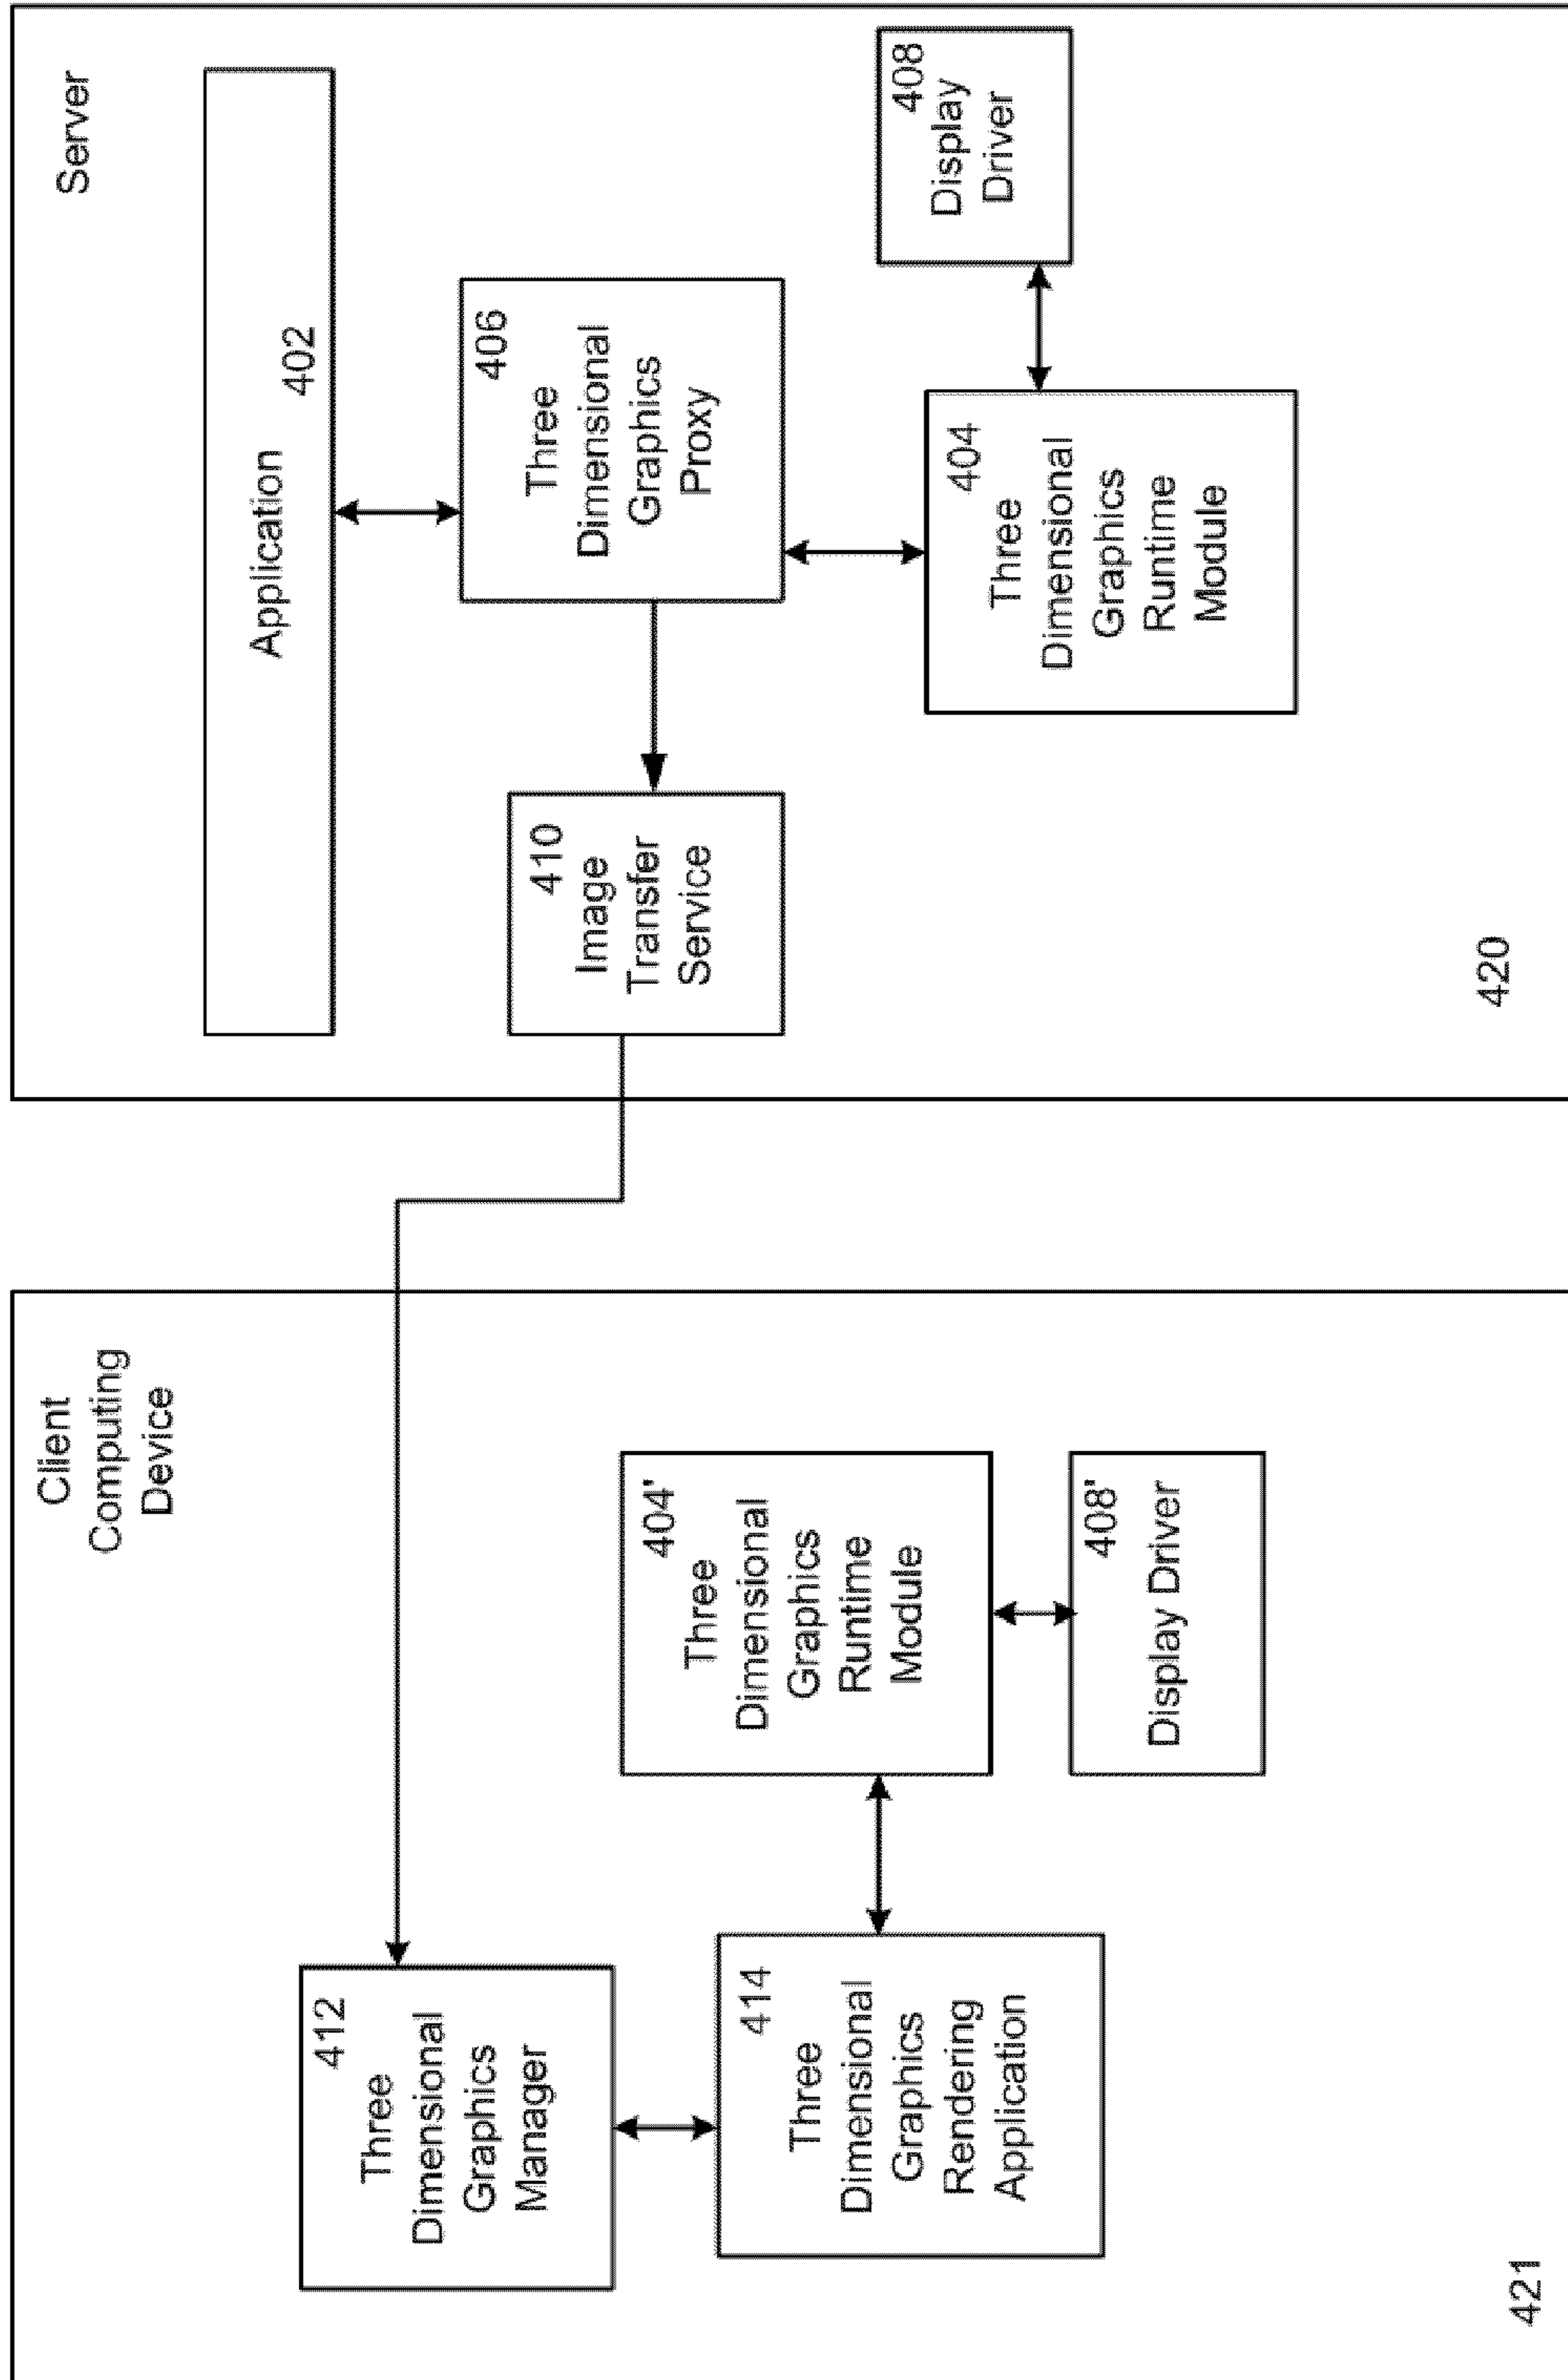 Client
Computing
Device
412
Three
Dimensional
Graphics
Manager
414
Three
Dimensional
Graphics
Rendering
Application
404'
Three
Dimensional
Graphics
Runtime
Module
408'
Display Driver
421
Server
Application
402
406
Three
Dimensional
Graphics
Proxy
410
Image
Transfer
Service
404
Three
Dimensional
Graphics
Runtime
Module
408
Display
Driver
420